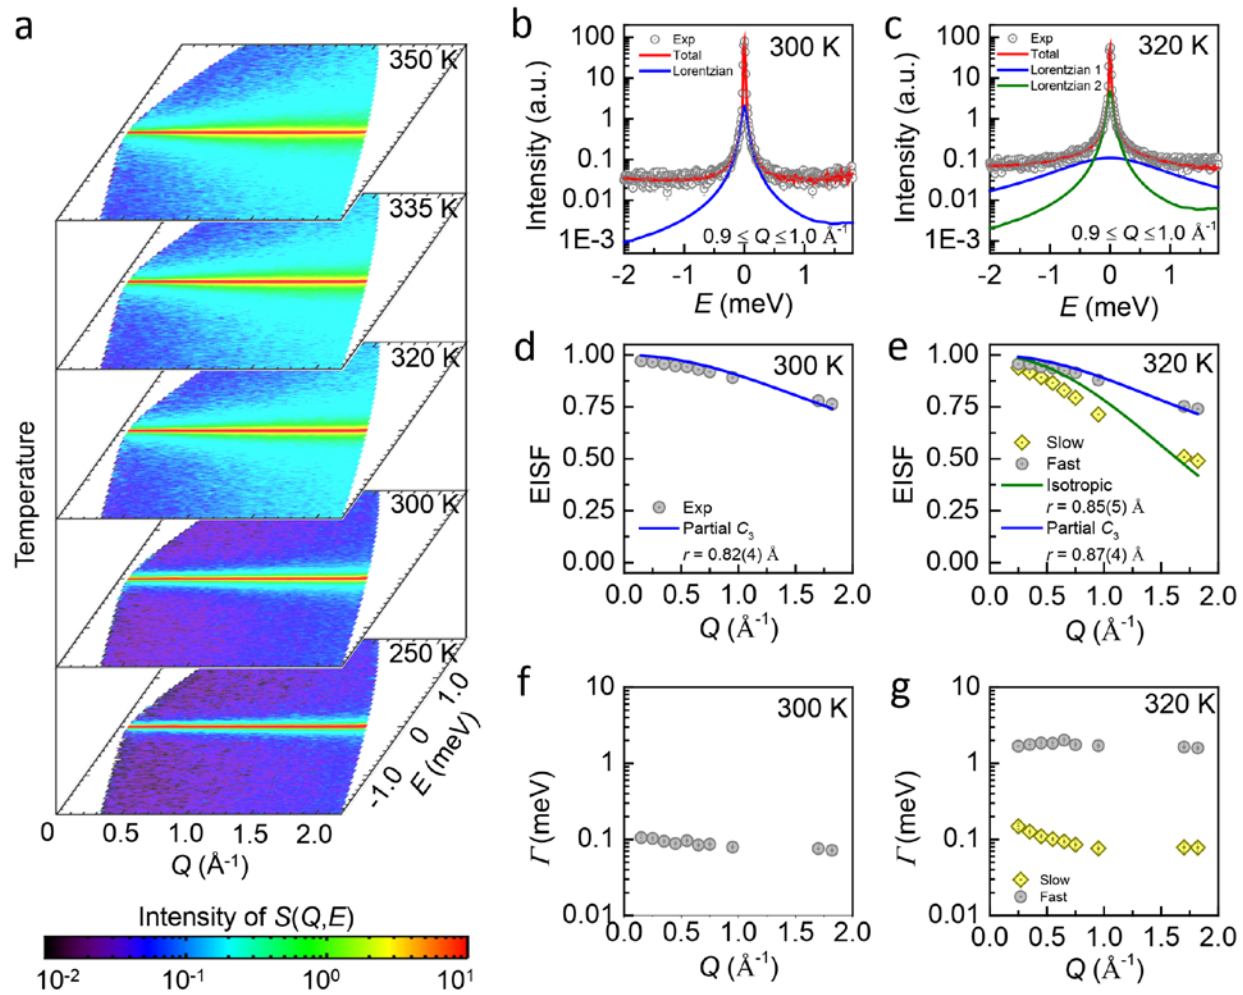 a
350 K
335 K
320 K
300 K
250 K
Temperature
1.0
0
-1.0
E (meV)
0 0.5 1.0 1.5 2.0
Q (Å⁻¹)
Intensity of S(Q,E)
10⁻² 10⁻¹ 10⁰ 10¹
b
300 K
Exp
Total
Lorentzian
100
10
1
0.1
0.01
1E-3
Intensity (a.u.)
0.9 ≤ Q ≤1.0 Å⁻¹
-2 -1 0 1
E (meV)
c
320 K
Exp
Total
Lorentzian 1
Lorentzian 2
100
10
1
0.1
0.01
1E-3
Intensity (a.u.)
0.9 ≤ Q ≤1.0 Å⁻¹
-2 -1 0 1
E (meV)
d
300 K
1.00
0.75
0.50
0.25
0.00
EISF
Exp
Partial C₃
r = 0.82(4) Å
0.0 0.5 1.0 1.5 2.0
Q (Å⁻¹)
e
320 K
1.00
0.75
0.50
0.25
0.00
EISF
Slow
Fast
Isotropic
r = 0.85(5) Å
Partial C₃
r = 0.87(4) Å
0.0 0.5 1.0 1.5 2.0
Q (Å⁻¹)
f
300 K
10
1
0.1
0.01
Γ (meV)
0.0 0.5 1.0 1.5 2.0
Q (Å⁻¹)
g
320 K
10
1
0.1
0.01
Γ (meV)
Slow
Fast
0.0 0.5 1.0 1.5 2.0
Q (Å⁻¹)